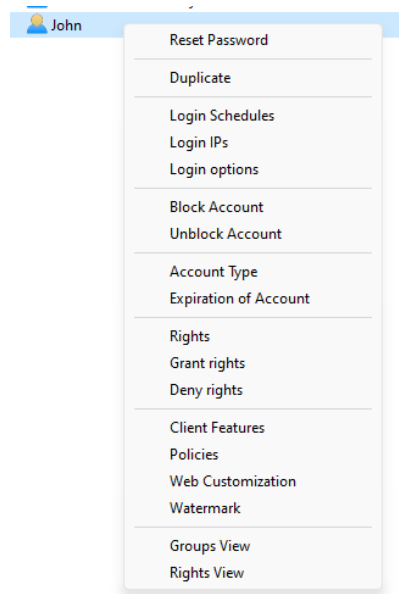 John
Reset Password
Duplicate
Login Schedules
Login IPs
Login options
Block Account
Unblock Account
Account Type
Expiration of Account
Rights
Grant rights
Deny rights
Client Features
Policies
Web Customization
Watermark
Groups View
Rights View